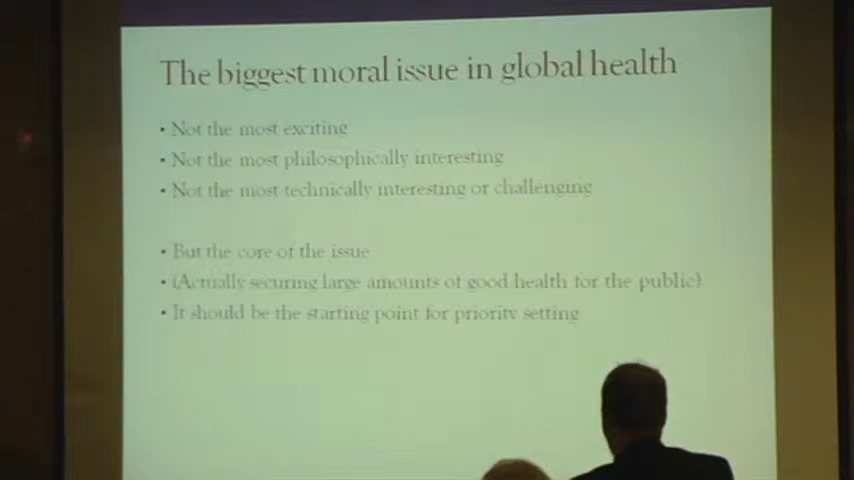 The biggest moral issue in global health
• Not the most exciting
• Not the most philosophically interesting
• Not the most technically interesting or challenging
• But the core of the issue
• (Actually securing large amounts of good health for the public)
• It should be the starting point for priority setting